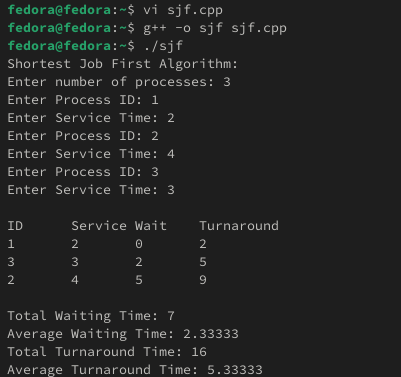 fedora@fedora:~$ vi sjf.cpp
fedora@fedora:~$ g++ -o sjf sjf.cpp
fedora@fedora:~$ ./sjf
Shortest Job First Algorithm:
Enter number of processes: 3
Enter Process ID: 1
Enter Service Time: 2
Enter Process ID: 2
Enter Service Time: 4
Enter Process ID: 3
Enter Service Time: 3
ID Service Wait Turnaround
1 2 0 2
3 3 2 5
2 4 5 9
Total Waiting Time: 7
Average Waiting Time: 2.33333
Total Turnaround Time: 16
Average Turnaround Time: 5.33333